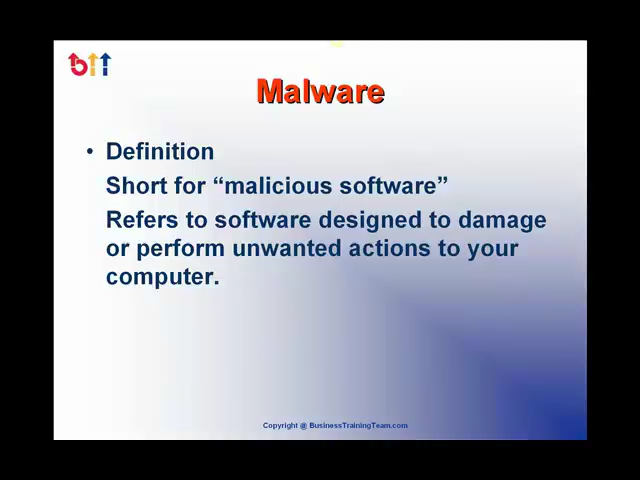 btt
Malware
• Definition
Short for “malicious software”
Refers to software designed to damage
or perform unwanted actions to your
computer.
Copyright @ BusinessTrainingTeam.com